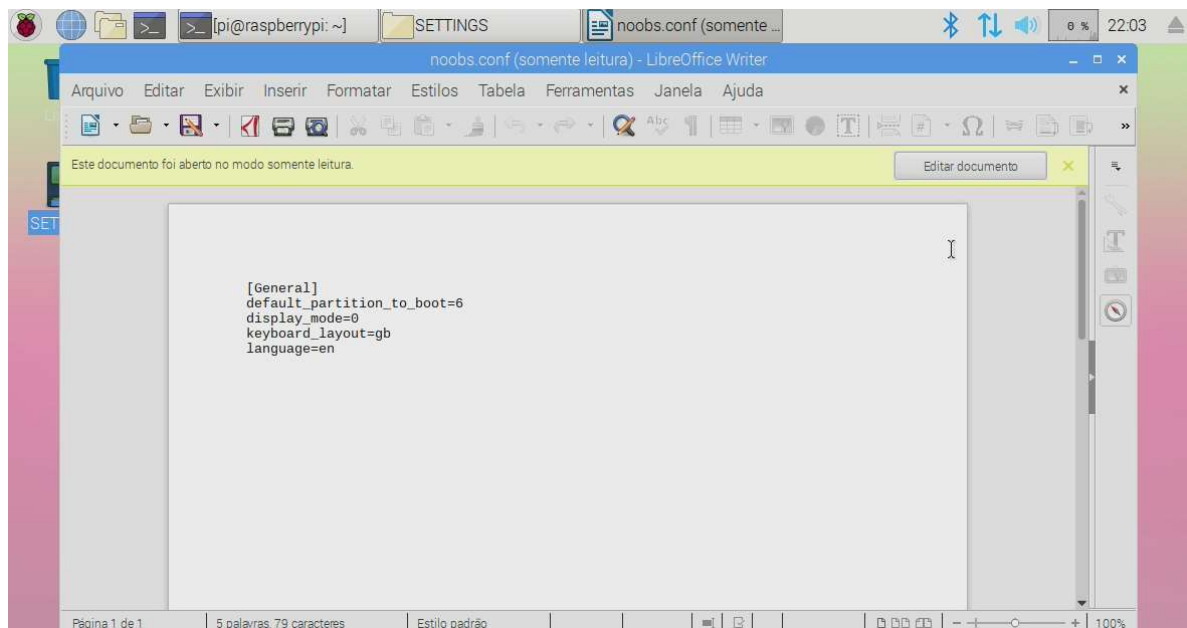 [pi@raspberrypi: ~]
SETTINGS
noobs.conf (somente ...
0 %
22:03
noobs.conf (somente leitura) - LibreOffice Writer
Arquivo Editar Exibir Inserir Formatar Estilos Tabela Ferramentas Janela Ajuda
Este documento foi aberto no modo somente leitura.
Editar documento
SET
[General]
default_partition_to_boot=6
display_mode=0
keyboard_layout=gb
language=en
Página 1 de 1
5 palavras, 79 caracteres
Estilo padrão
100%